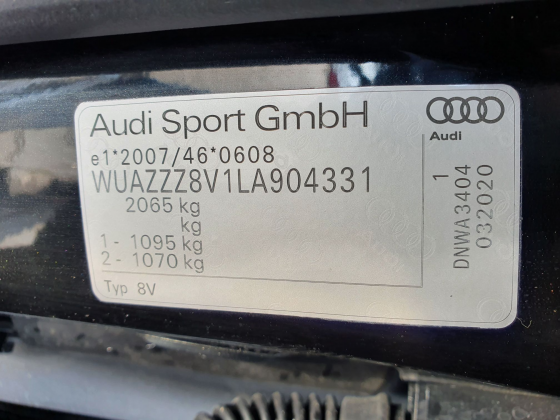 Audi Sport GmbH
Audi
e1*2007/46*0608
WUAZZZ8V1LA904331
2065 kg
kg
1 - 1095 kg
2 - 1070 kg
Typ 8V
1
DNWA3404
032020